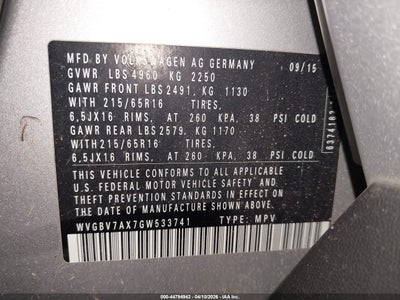 MFD. BY VOLKSWAGEN AG GERMANY
GVWR LBS 4960 KG 2250 09/15
GAWR FRONT LBS 2491, KG 1130
WITH 215/65R16 TIRES,
6,5JX16 RIMS, AT 260 KPA, 38 PSI COLD
GAWR REAR LBS 2579, KG 1170
WITH 215/65R16 TIRES,
6,5JX16 RIMS, AT 260 KPA, 38 PSI COLD
THIS VEHICLE CONFORMS TO ALL APPLICABLE
U.S. FEDERAL MOTOR VEHICLE SAFETY AND
THEFT PREVENTION STANDARDS IN EFFECT ON THE
DATE OF MANUFACTURE SHOWN ABOVE.
WVGBV7AX7GW533741 TYPE: MPV
© IAA 000-44784942 - 04/10/2026 - IAAI.com